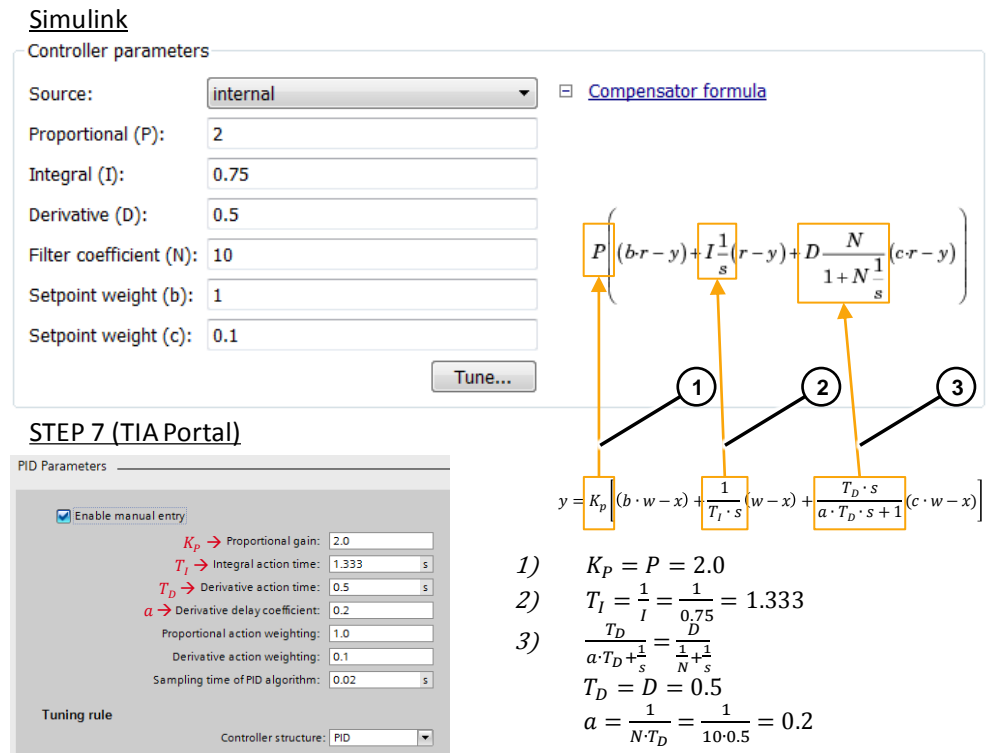 Simulink
Controller parameters
Source: internal
Compensator formula
Proportional (P): 2
Integral (I): 0.75
Derivative (D): 0.5
Filter coefficient (N): 10
Setpoint weight (b): 1
Setpoint weight (c): 0.1
Tune...
P((b·r − y)+I 1/s (r − y)+D N/(1 + N 1/s) (c·r − y))
1 2 3
STEP 7 (TIA Portal)
PID Parameters
Enable manual entry
K_P → Proportional gain: 2.0
T_I → Integral action time: 1.333 s
T_D → Derivative action time: 0.5 s
a → Derivative delay coefficient: 0.2
Proportional action weighting: 1.0
Derivative action weighting: 0.1
Sampling time of PID algorithm: 0.02 s
Tuning rule
Controller structure: PID
y = K_p [(b · w − x) + 1/(T_I · s) (w − x) + (T_D · s)/(a · T_D · s + 1) (c · w − x)]
1) K_P = P = 2.0
2) T_I = 1/I = 1/0.75 = 1.333
3) T_D/(a·T_D+1/s) = D/(1/N+1/s)
T_D = D = 0.5
a = 1/(N·T_D) = 1/(10·0.5) = 0.2